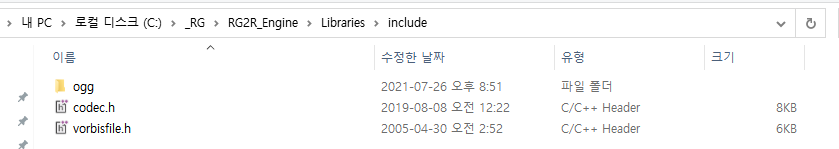 내 PC > 로컬 디스크 (C:) > _RG > RG2R_Engine > Libraries > include
이름 수정한 날짜 유형 크기
ogg 2021-07-26 오후 8:51 파일 폴더
codec.h 2019-08-08 오전 12:22 C/C++ Header 8KB
vorbisfile.h 2005-04-30 오전 2:52 C/C++ Header 6KB